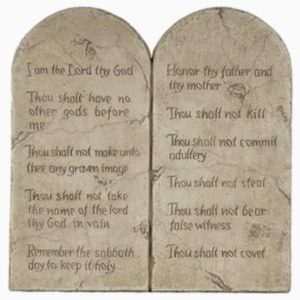 I am the Lord thy God
Thou shalt have no
other gods before
me
Thou shalt not make unto
thee any graven image
Thou shalt not take
the name of the lord
thy God in vain
Remember the sabbath
day to keep it holy
Honor thy father and
thy mother
Thou shalt not kill
Thou shalt not commit
adultery
Thou shalt not steal
Thou shalt not bear
false witness
Thou shalt not covet